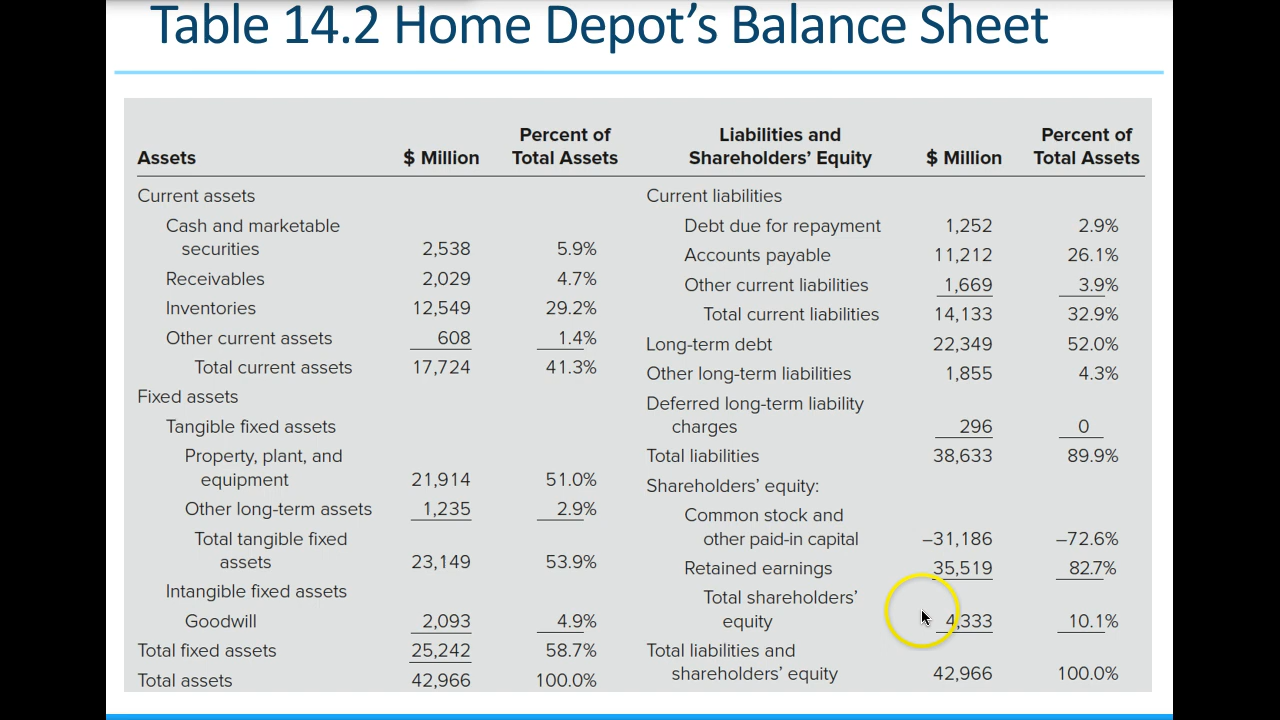 Table 14.2 Home Depot's Balance Sheet
Assets $ Million Percent of Total Assets
Current assets
Cash and marketable
securities 2,538 5.9%
Receivables 2,029 4.7%
Inventories 12,549 29.2%
Other current assets 608 1.4%
Total current assets 17,724 41.3%
Fixed assets
Tangible fixed assets
Property, plant, and
equipment 21,914 51.0%
Other long-term assets 1,235 2.9%
Total tangible fixed
assets 23,149 53.9%
Intangible fixed assets
Goodwill 2,093 4.9%
Total fixed assets 25,242 58.7%
Total assets 42,966 100.0%
Liabilities and
Shareholders' Equity $ Million Percent of Total Assets
Current liabilities
Debt due for repayment 1,252 2.9%
Accounts payable 11,212 26.1%
Other current liabilities 1,669 3.9%
Total current liabilities 14,133 32.9%
Long-term debt 22,349 52.0%
Other long-term liabilities 1,855 4.3%
Deferred long-term liability
charges 296 0
Total liabilities 38,633 89.9%
Shareholders' equity:
Common stock and
other paid-in capital –31,186 –72.6%
Retained earnings 35,519 82.7%
Total shareholders'
equity 4,333 10.1%
Total liabilities and
shareholders' equity 42,966 100.0%